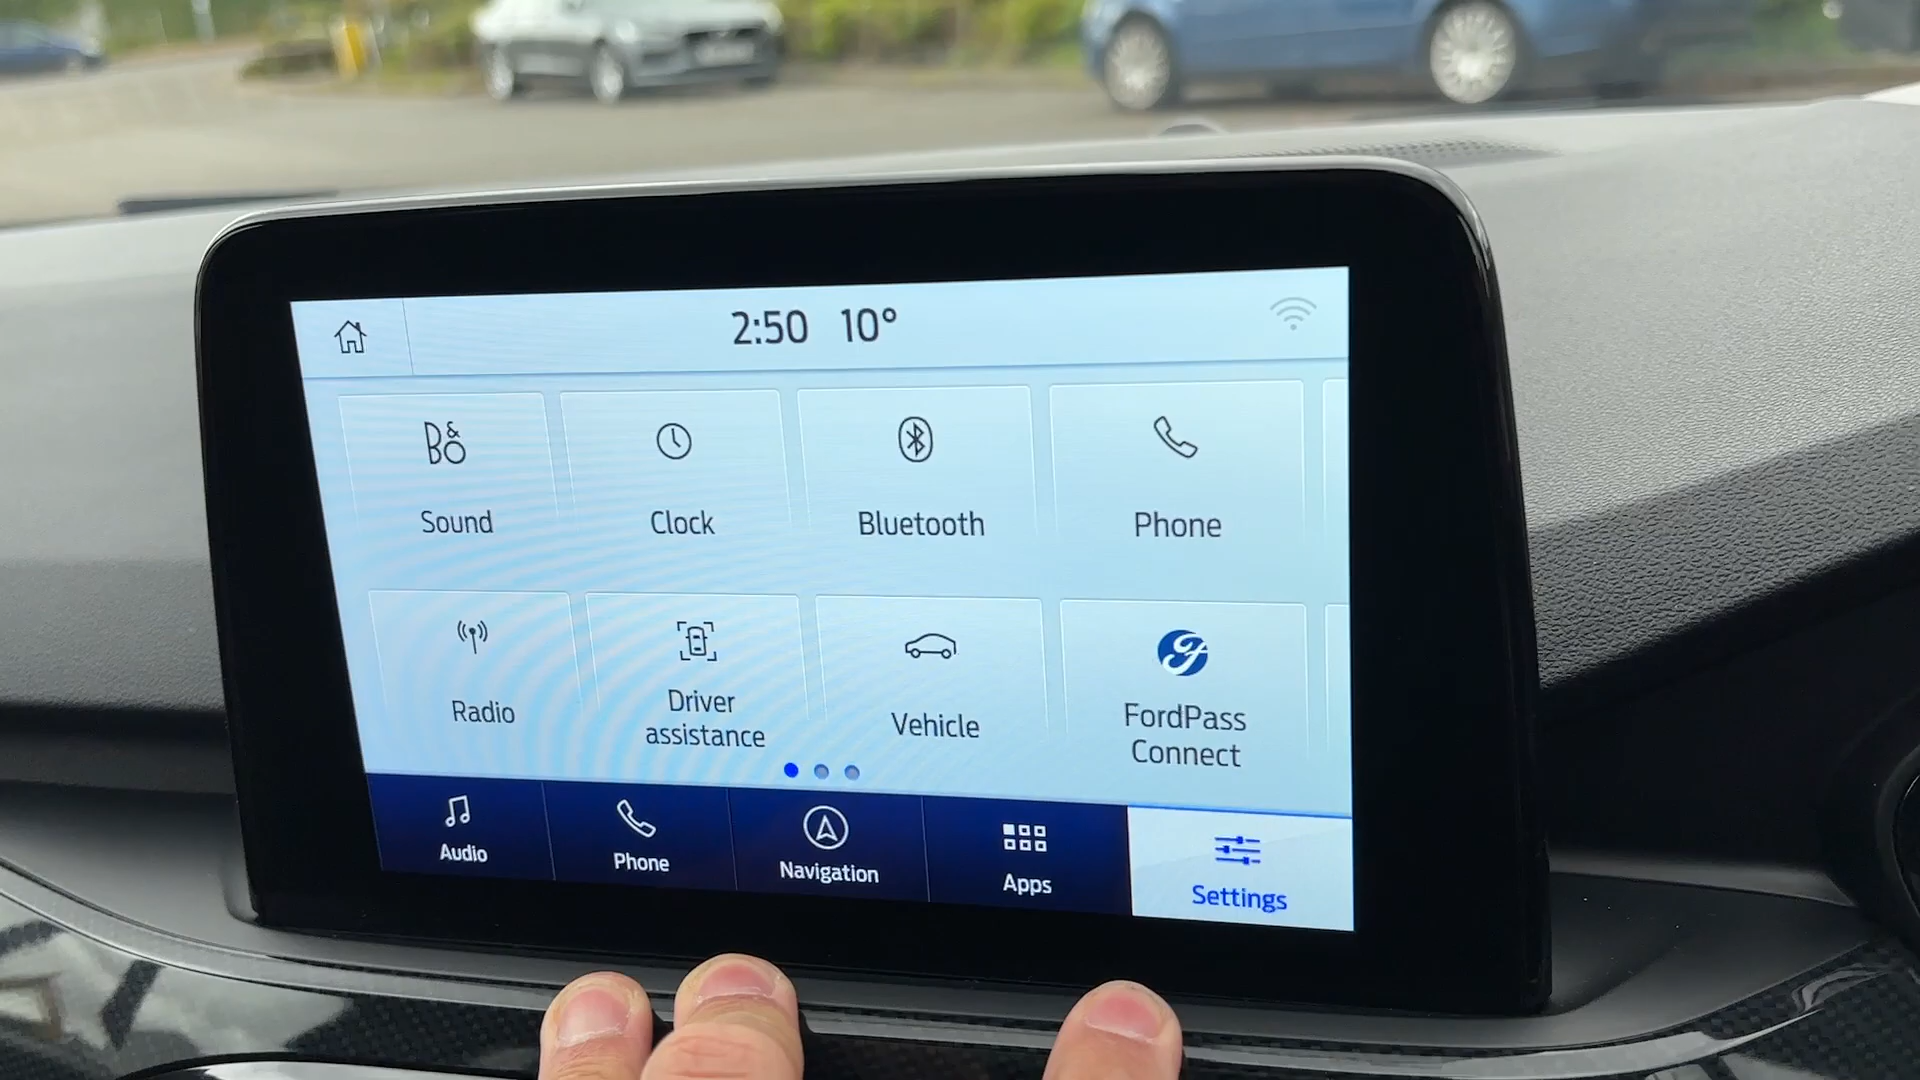 2:50 10°
B&O
Sound
Clock
Bluetooth
Phone
Radio
Driver
assistance
Vehicle
FordPass
Connect
Audio
Phone
Navigation
Apps
Settings